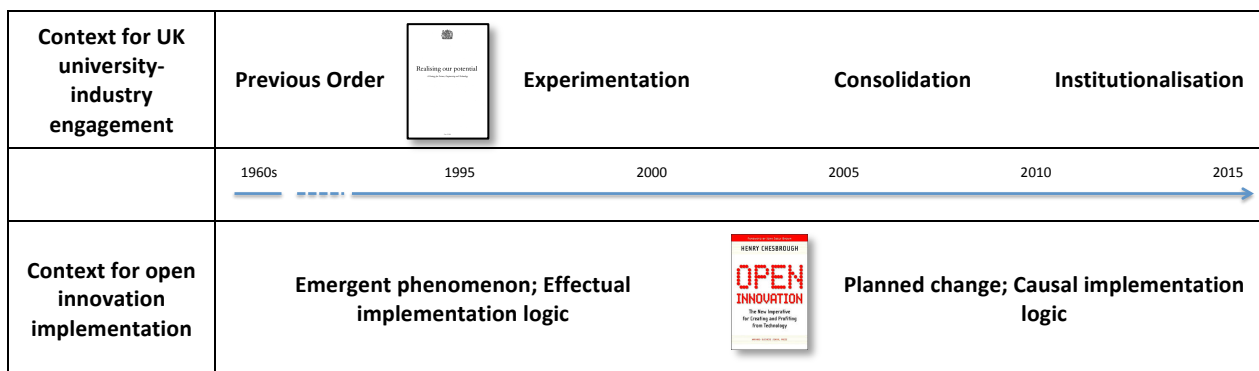 Context for UK
university-
industry
engagement
Previous Order
Realising our potential
Experimentation
Consolidation
Institutionalisation
1960s
1995
2000
2005
2010
2015
Context for open
innovation
implementation
Emergent phenomenon; Effectual
implementation logic
HENRY CHESBROUGH
OPEN
INNOVATION
The New Imperative
for Creating and Profiting
from Technology
Planned change; Causal implementation
logic